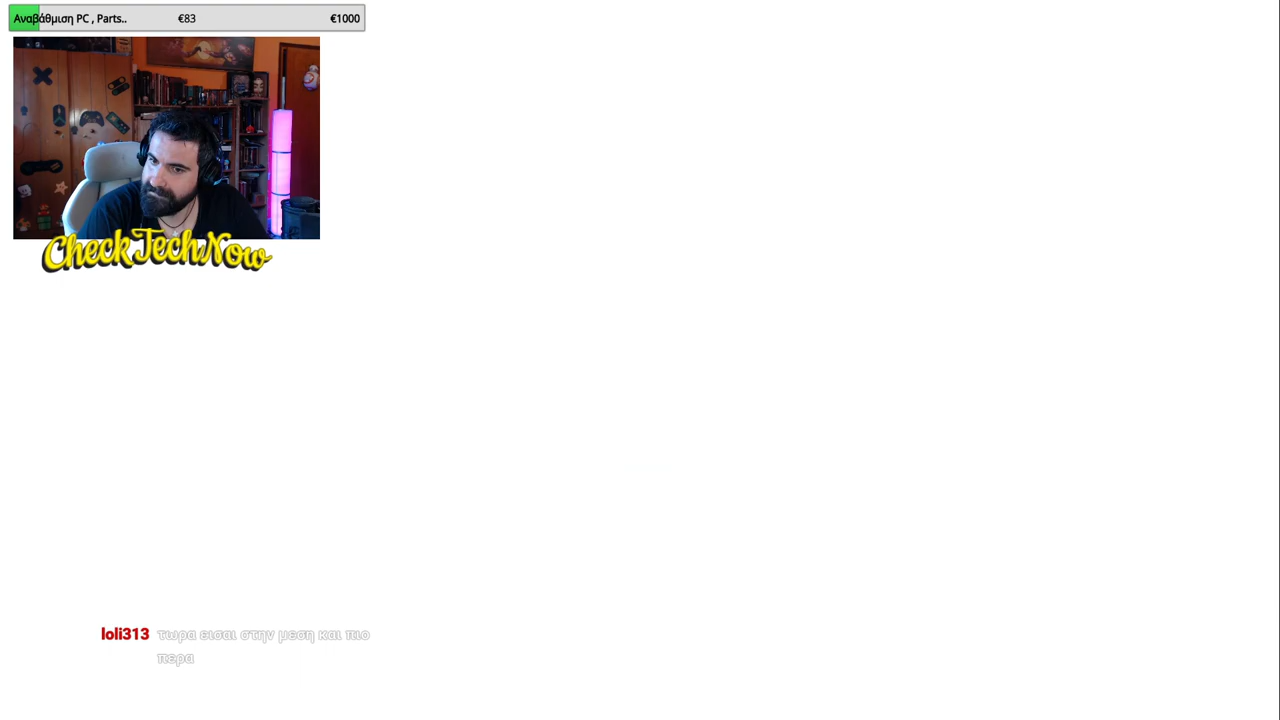 Αναβάθμιση PC , Parts.. €83 €1000
CheckTechNow
loli313 τωρα εισαι στην μεση και πιο
περα